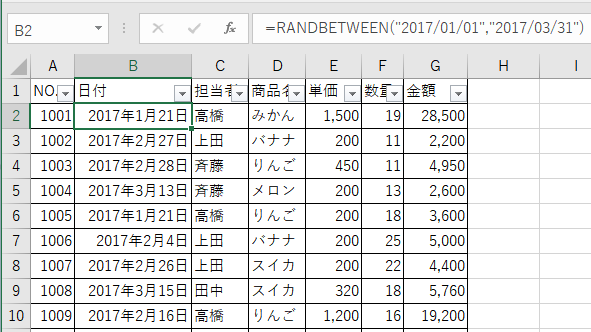 B2 fx =RANDBETWEEN("2017/01/01","2017/03/31")
A B C D E F G H I
1 NO. 日付 担当者 商品名 単価 数量 金額
2 1001 2017年1月21日 高橋 みかん 1,500 19 28,500
3 1002 2017年2月27日 上田 バナナ 200 11 2,200
4 1003 2017年2月28日 斉藤 りんご 450 11 4,950
5 1004 2017年3月13日 斉藤 メロン 200 13 2,600
6 1005 2017年1月21日 高橋 りんご 200 18 3,600
7 1006 2017年2月4日 上田 バナナ 200 25 5,000
8 1007 2017年2月26日 上田 スイカ 200 22 4,400
9 1008 2017年3月15日 田中 スイカ 320 18 5,760
10 1009 2017年2月16日 高橋 りんご 1,200 16 19,200